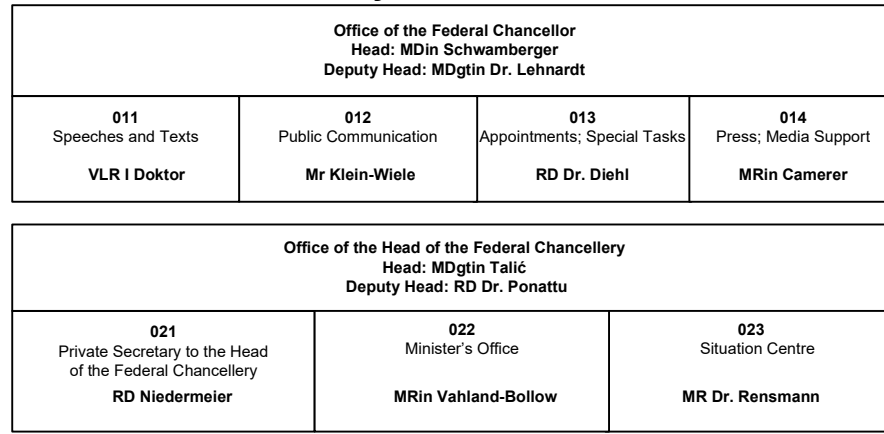 Office of the Federal Chancellor
Head: MDin Schwamberger
Deputy Head: MDgtin Dr. Lehnardt
011
Speeches and Texts
VLR I Doktor
012
Public Communication
Mr Klein-Wiele
013
Appointments; Special Tasks
RD Dr. Diehl
014
Press; Media Support
MRin Camerer
Office of the Head of the Federal Chancellery
Head: MDgtin Talić
Deputy Head: RD Dr. Ponattu
021
Private Secretary to the Head
of the Federal Chancellery
RD Niedermeier
022
Minister’s Office
MRin Vahland-Bollow
023
Situation Centre
MR Dr. Rensmann